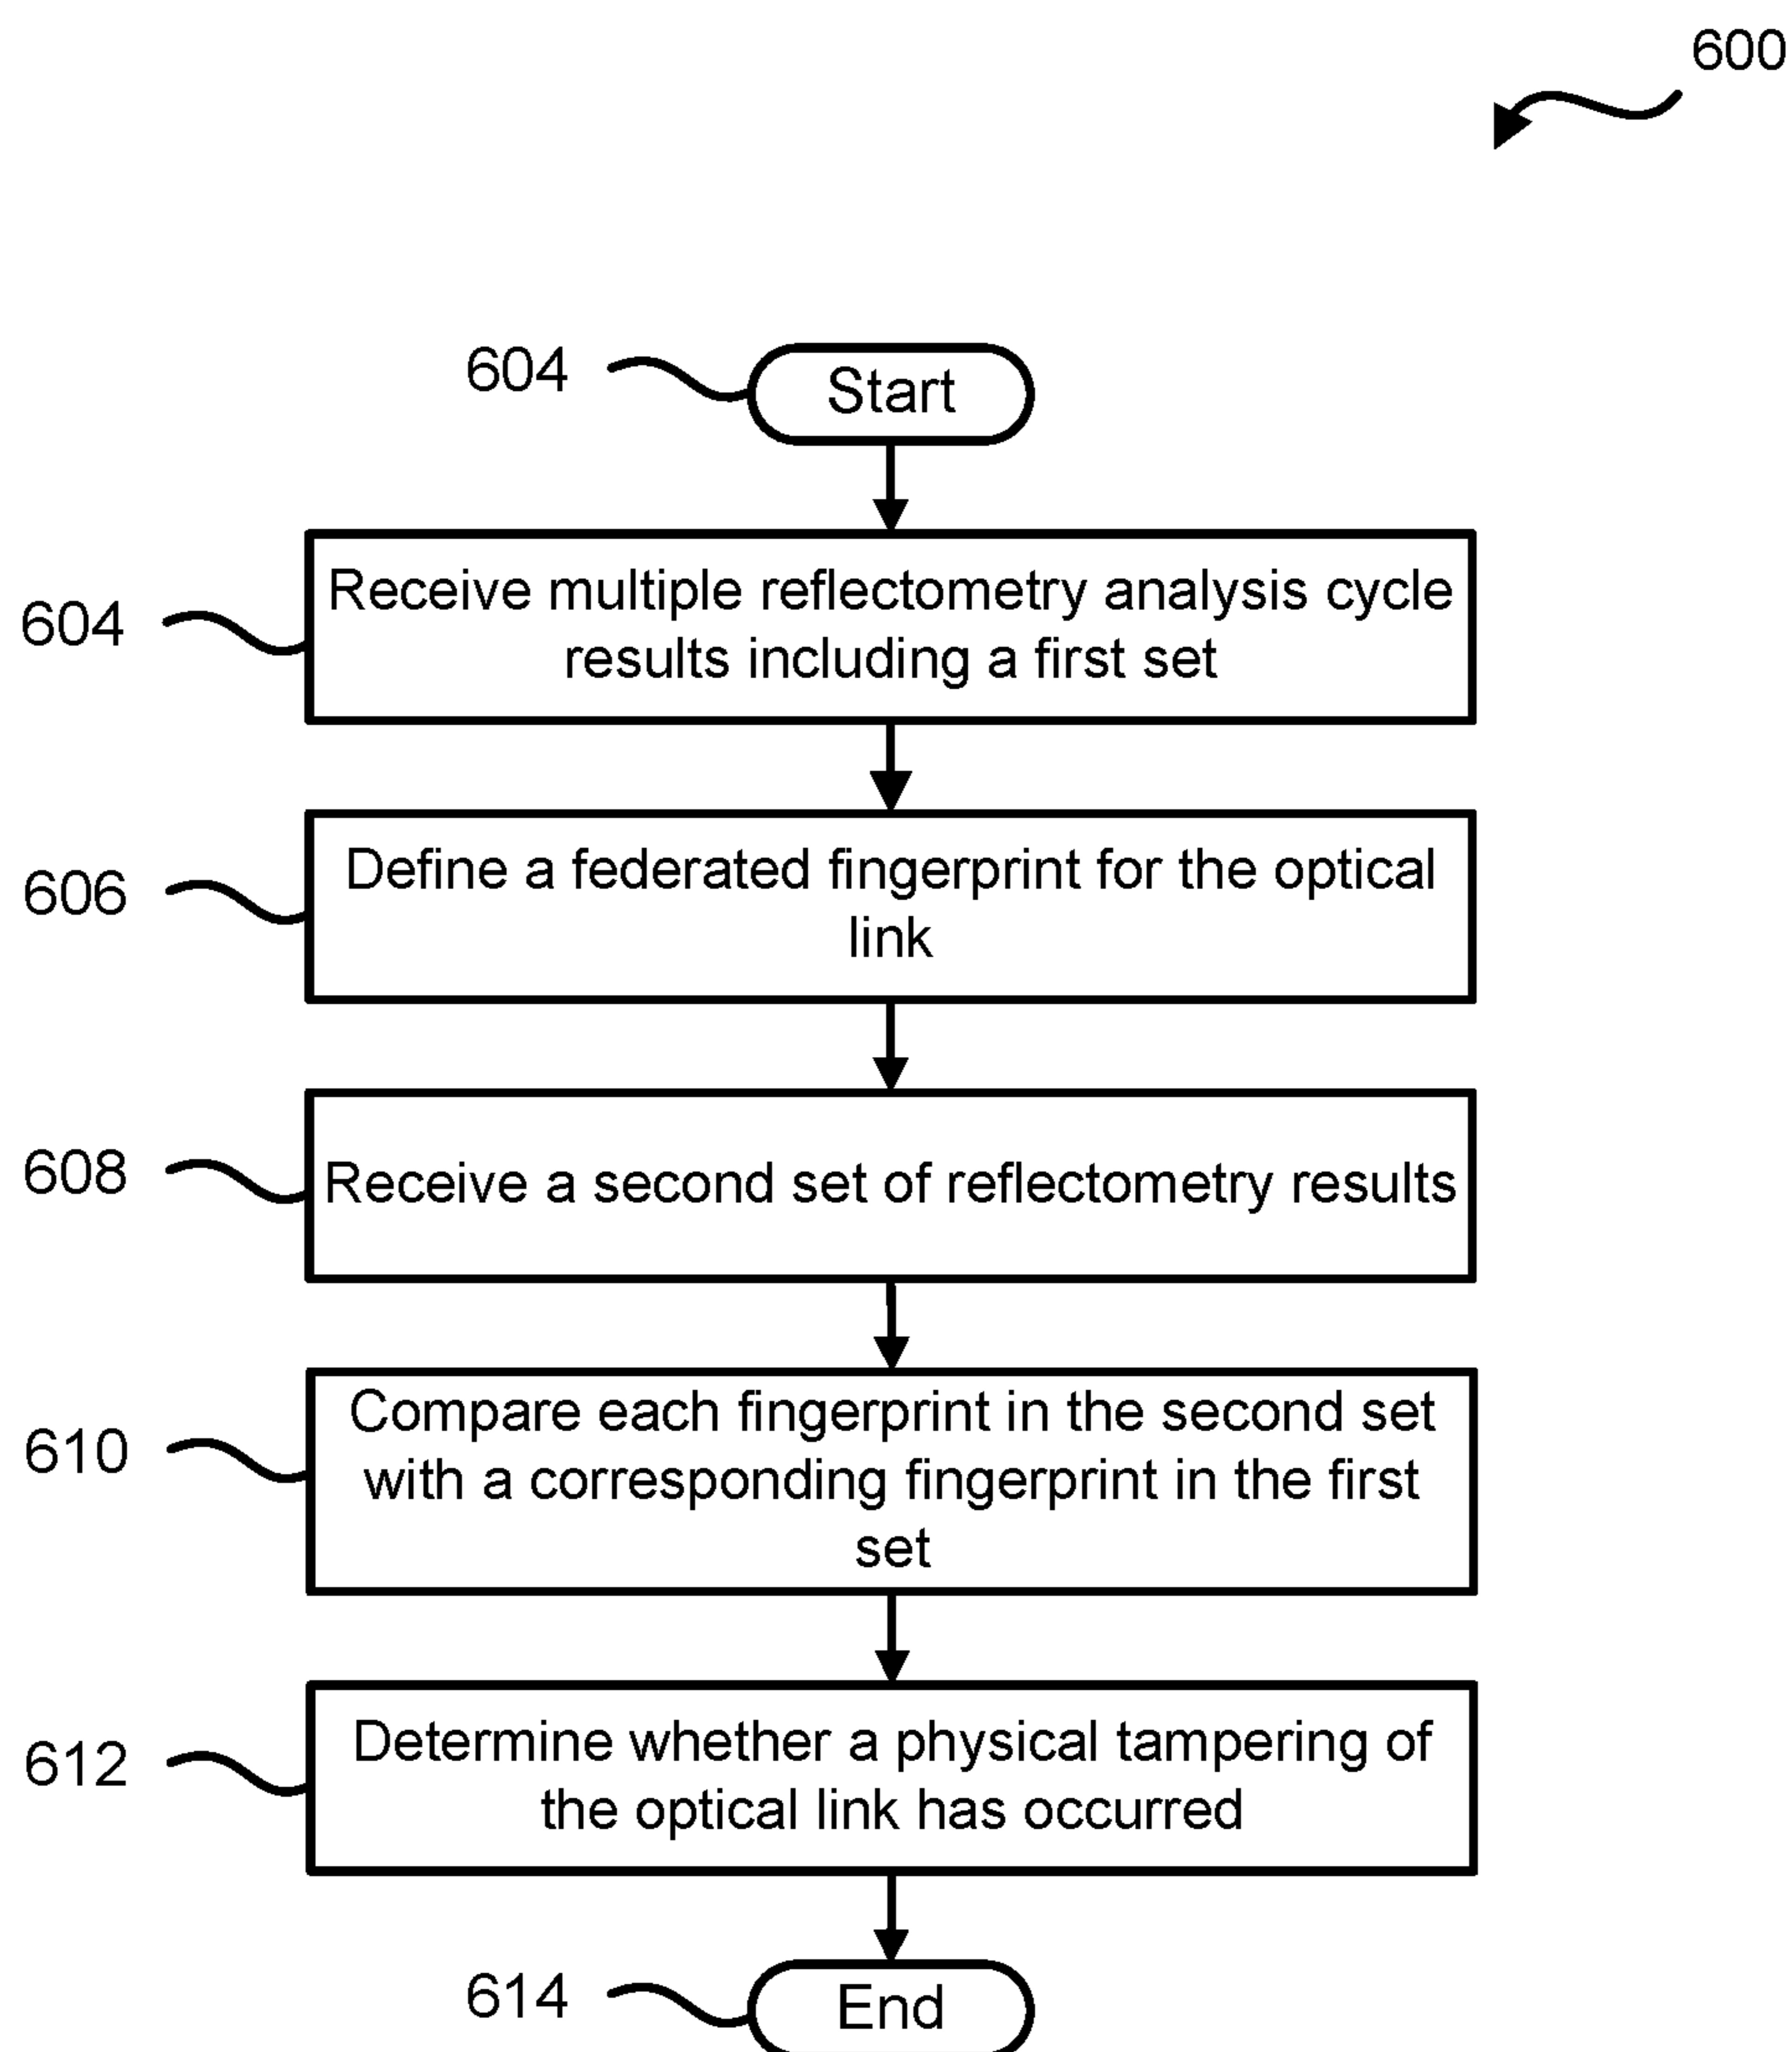 600
604
Start
604
Receive multiple reflectometry analysis cycle
results including a first set
606
Define a federated fingerprint for the optical
link
608
Receive a second set of reflectometry results
610
Compare each fingerprint in the second set
with a corresponding fingerprint in the first
set
612
Determine whether a physical tampering of
the optical link has occurred
614
End